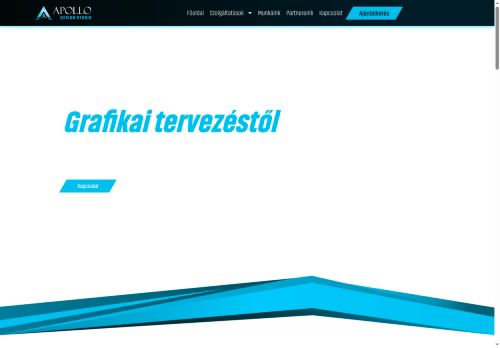 APOLLO
DESIGN STUDIO
Főoldal Szolgáltatások Munkáink Partnereink Kapcsolat Ajánlatkérés
Grafikai tervezéstől
Kapcsolat